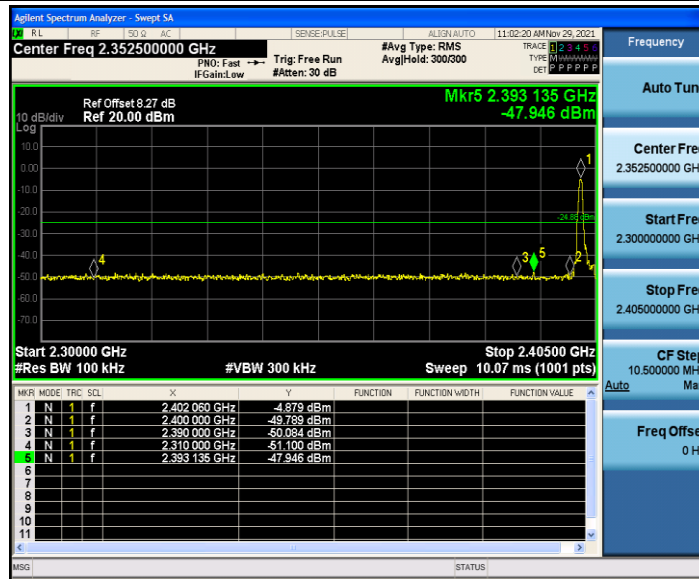 Agilent Spectrum Analyzer - Swept SA
RL RF 50 Ω AC SENSE:PULSE ALIGN AUTO 11:02:20 AM Nov 29, 2021
Center Freq 2.352500000 GHz #Avg Type: RMS TRACE 1 2 3 4 5 6
PNO: Fast Trig: Free Run Avg|Hold: 300/300 TYPE M
IFGain:Low #Atten: 30 dB DET P P P P P P
Ref Offset 8.27 dB Mkr5 2.393 135 GHz
10 dB/div Ref 20.00 dBm -47.946 dBm
Log
10.0
0.00
-10.0
-20.0
-30.0
-40.0
-50.0
-60.0
-70.0
1
4
3 5 2
Start 2.30000 GHz Stop 2.40500 GHz
#Res BW 100 kHz #VBW 300 kHz Sweep 10.07 ms (1001 pts)
MKR MODE TRC SCL X Y FUNCTION FUNCTION WIDTH FUNCTION VALUE
1 N 1 f 2.402 060 GHz -4.879 dBm
2 N 1 f 2.400 000 GHz -49.789 dBm
3 N 1 f 2.390 000 GHz -50.084 dBm
4 N 1 f 2.310 000 GHz -51.100 dBm
5 N 1 f 2.393 135 GHz -47.946 dBm
6
7
8
9
10
11
MSG STATUS
Frequency
Auto Tun
Center Fre
2.352500000 GH
Start Fre
2.300000000 GH
Stop Fre
2.405000000 GH
CF Step
10.500000 MH
Auto Ma
Freq Offse
0 H